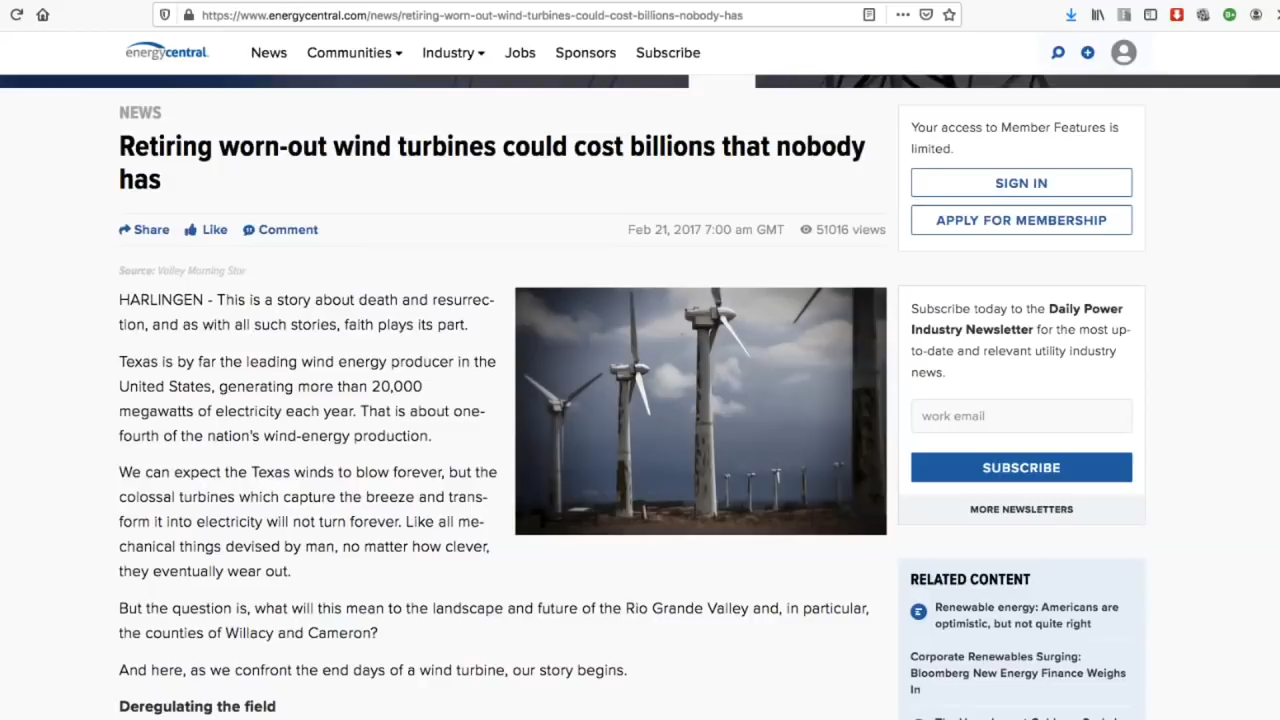 https://www.energycentral.com/news/retiring-worn-out-wind-turbines-could-cost-billions-nobody-has
energycentral.
News
Communities
Industry
Jobs
Sponsors
Subscribe
NEWS
Retiring worn-out wind turbines could cost billions that nobody
has
Share
Like
Comment
Feb 21, 2017 7:00 am GMT
51016 views
Source: Valley Morning Star
HARLINGEN - This is a story about death and resurrec-
tion, and as with all such stories, faith plays its part.
Texas is by far the leading wind energy producer in the
United States, generating more than 20,000
megawatts of electricity each year. That is about one-
fourth of the nation's wind-energy production.
We can expect the Texas winds to blow forever, but the
colossal turbines which capture the breeze and trans-
form it into electricity will not turn forever. Like all me-
chanical things devised by man, no matter how clever,
they eventually wear out.
But the question is, what will this mean to the landscape and future of the Rio Grande Valley and, in particular,
the counties of Willacy and Cameron?
And here, as we confront the end days of a wind turbine, our story begins.
Deregulating the field
Your access to Member Features is
limited.
SIGN IN
APPLY FOR MEMBERSHIP
Subscribe today to the Daily Power
Industry Newsletter for the most up-
to-date and relevant utility industry
news.
work email
SUBSCRIBE
MORE NEWSLETTERS
RELATED CONTENT
Renewable energy: Americans are
optimistic, but not quite right
Corporate Renewables Surging:
Bloomberg New Energy Finance Weighs
In